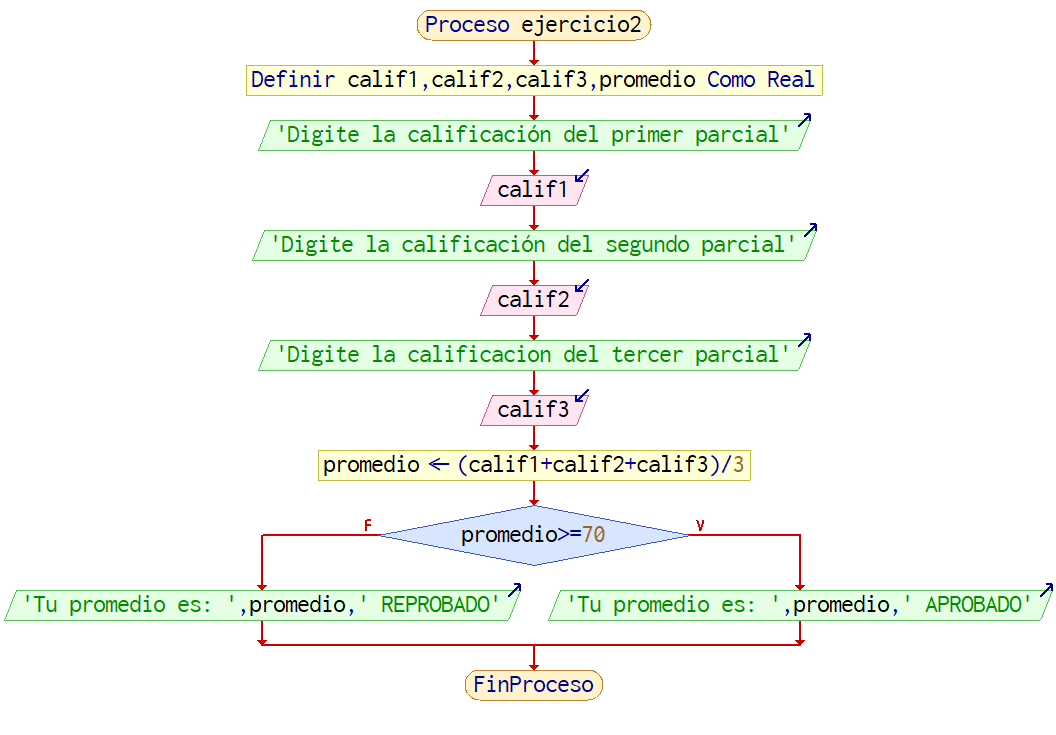 Proceso ejercicio2
Definir calif1,calif2,calif3,promedio Como Real
'Digite la calificación del primer parcial'
calif1
'Digite la calificación del segundo parcial'
calif2
'Digite la calificacion del tercer parcial'
calif3
promedio ← (calif1+calif2+calif3)/3
F
V
promedio>=70
'Tu promedio es: ',promedio,' REPROBADO'
'Tu promedio es: ',promedio,' APROBADO'
FinProceso